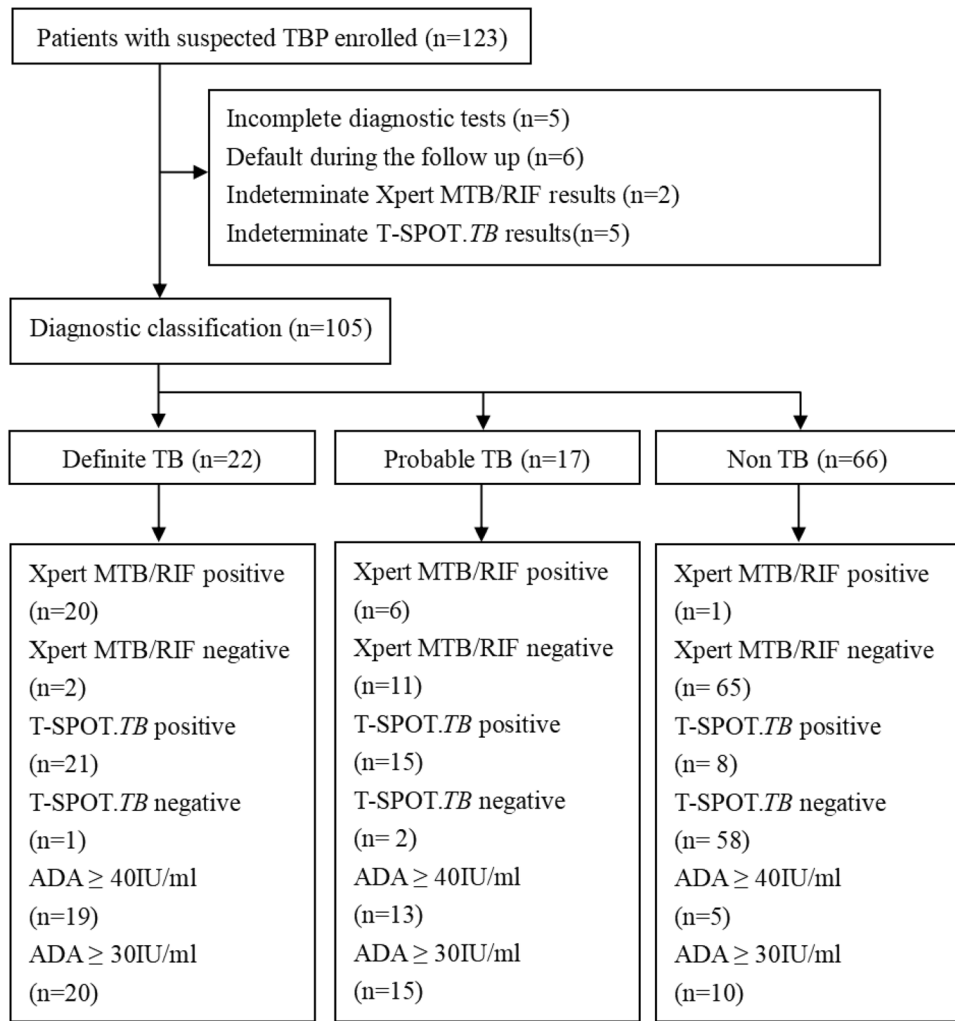 Patients with suspected TBP enrolled (n=123)
Incomplete diagnostic tests (n=5)
Default during the follow up (n=6)
Indeterminate Xpert MTB/RIF results (n=2)
Indeterminate T-SPOT.TB results(n=5)
Diagnostic classification (n=105)
Definite TB (n=22)
Probable TB (n=17)
Non TB (n=66)
Xpert MTB/RIF positive
(n=20)
Xpert MTB/RIF negative
(n=2)
T-SPOT.TB positive
(n=21)
T-SPOT.TB negative
(n=1)
ADA ≥ 40IU/ml
(n=19)
ADA ≥ 30IU/ml
(n=20)
Xpert MTB/RIF positive
(n=6)
Xpert MTB/RIF negative
(n=11)
T-SPOT.TB positive
(n=15)
T-SPOT.TB negative
(n= 2)
ADA ≥ 40IU/ml
(n=13)
ADA ≥ 30IU/ml
(n=15)
Xpert MTB/RIF positive
(n=1)
Xpert MTB/RIF negative
(n= 65)
T-SPOT.TB positive
(n= 8)
T-SPOT.TB negative
(n= 58)
ADA ≥ 40IU/ml
(n=5)
ADA ≥ 30IU/ml
(n=10)